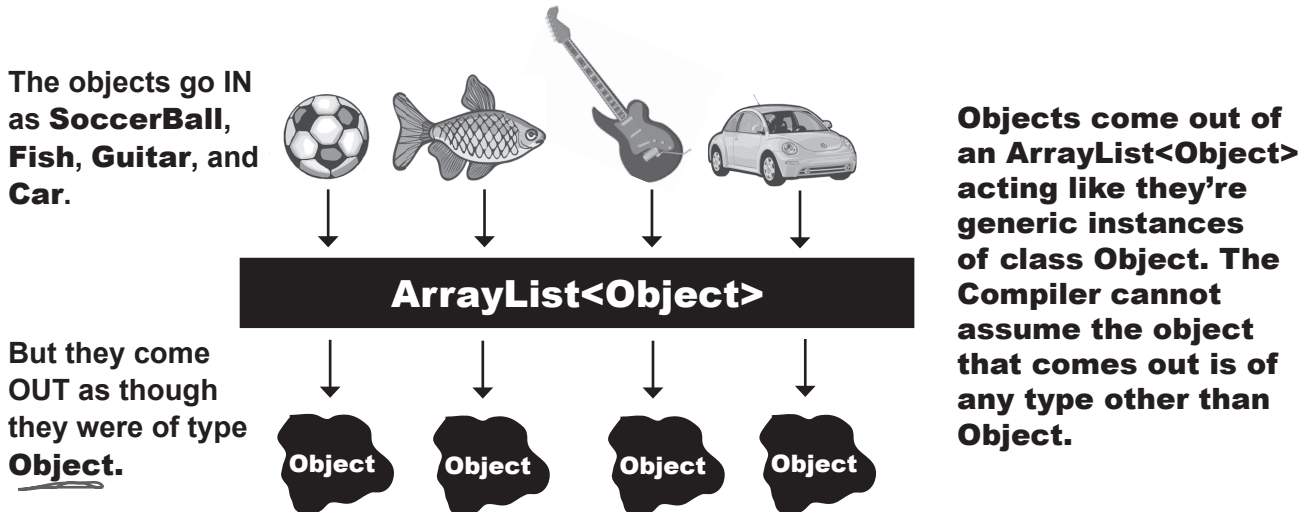 The objects go IN
as SoccerBall,
Fish, Guitar, and
Car.
ArrayList<Object>
But they come
OUT as though
they were of type
Object.
Object
Object
Object
Object
Objects come out of
an ArrayList<Object>
acting like they're
generic instances
of class Object. The
Compiler cannot
assume the object
that comes out is of
any type other than
Object.